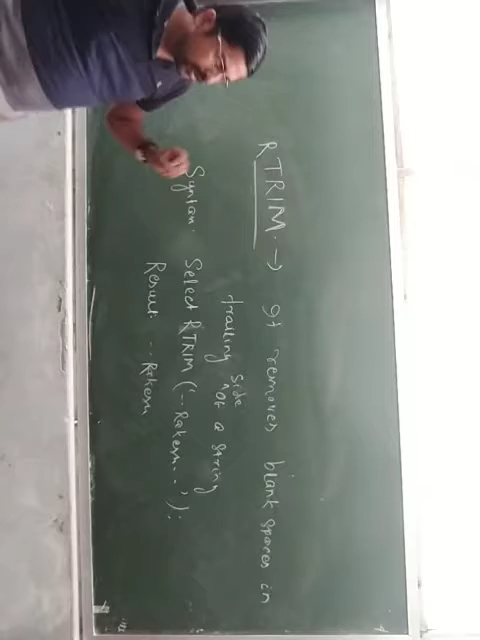 RTRIM. → It removes blank spaces in
trailing side of a string
Syntax. Select RTRIM ('--Rakesh--');
Result: --Rakesh